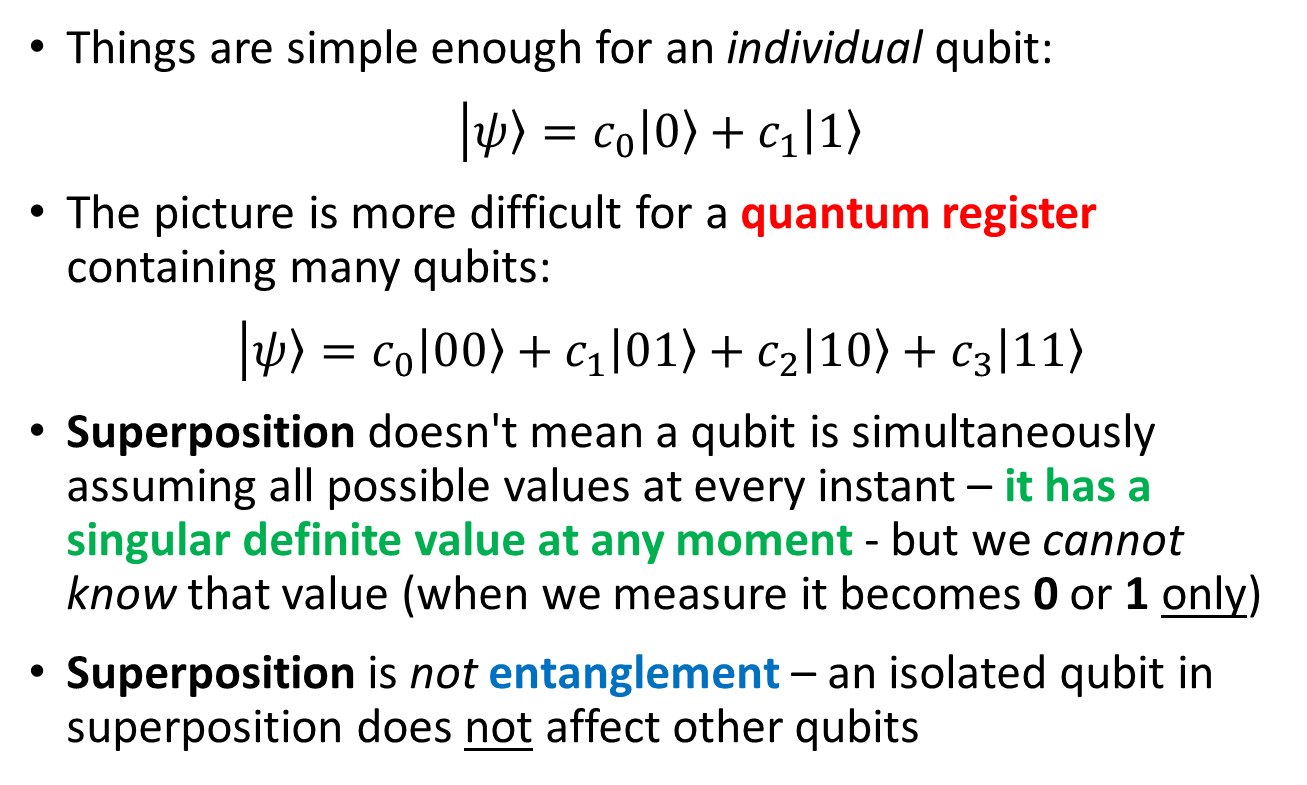 • Things are simple enough for an individual qubit:
|ψ⟩ = c₀|0⟩ + c₁|1⟩
• The picture is more difficult for a quantum register
containing many qubits:
|ψ⟩ = c₀|00⟩ + c₁|01⟩ + c₂|10⟩ + c₃|11⟩
• Superposition doesn't mean a qubit is simultaneously
assuming all possible values at every instant – it has a
singular definite value at any moment - but we cannot
know that value (when we measure it becomes 0 or 1 only)
• Superposition is not entanglement – an isolated qubit in
superposition does not affect other qubits